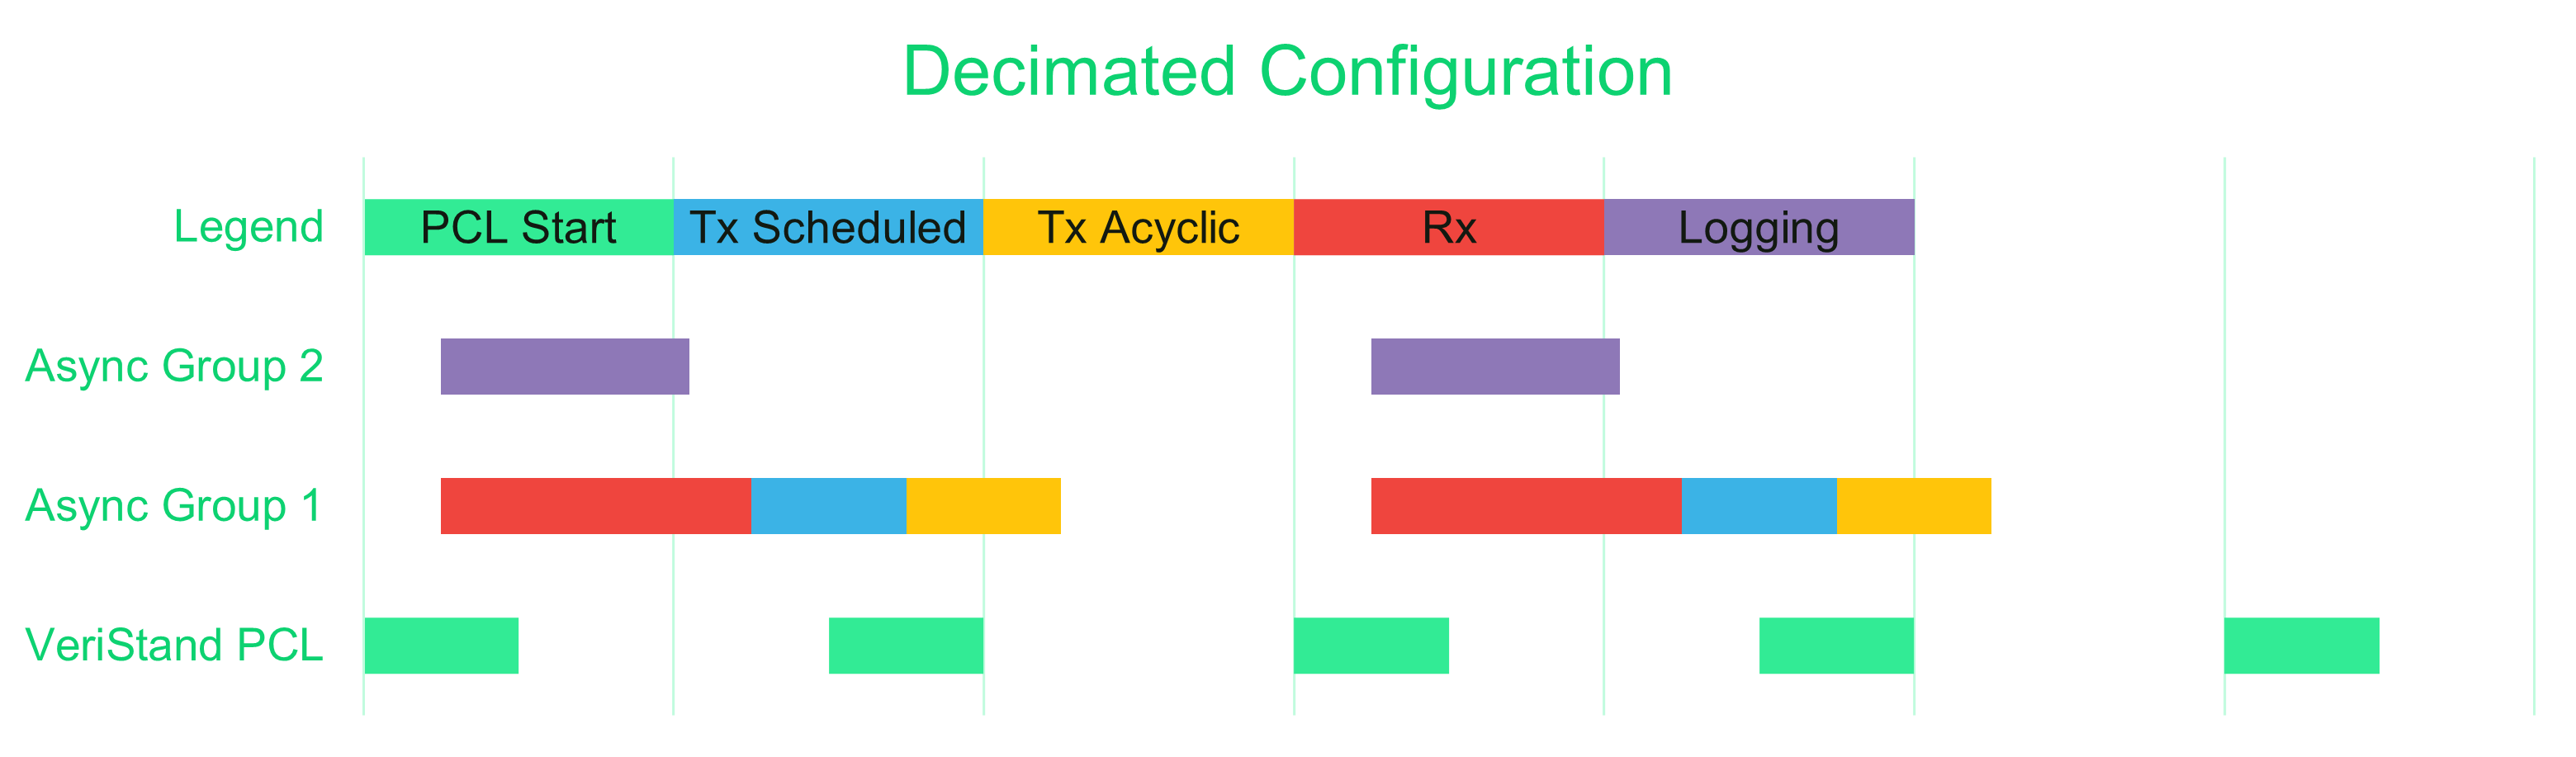 Decimated Configuration
Legend PCL Start Tx Scheduled Tx Acyclic Rx Logging
Async Group 2
Async Group 1
VeriStand PCL